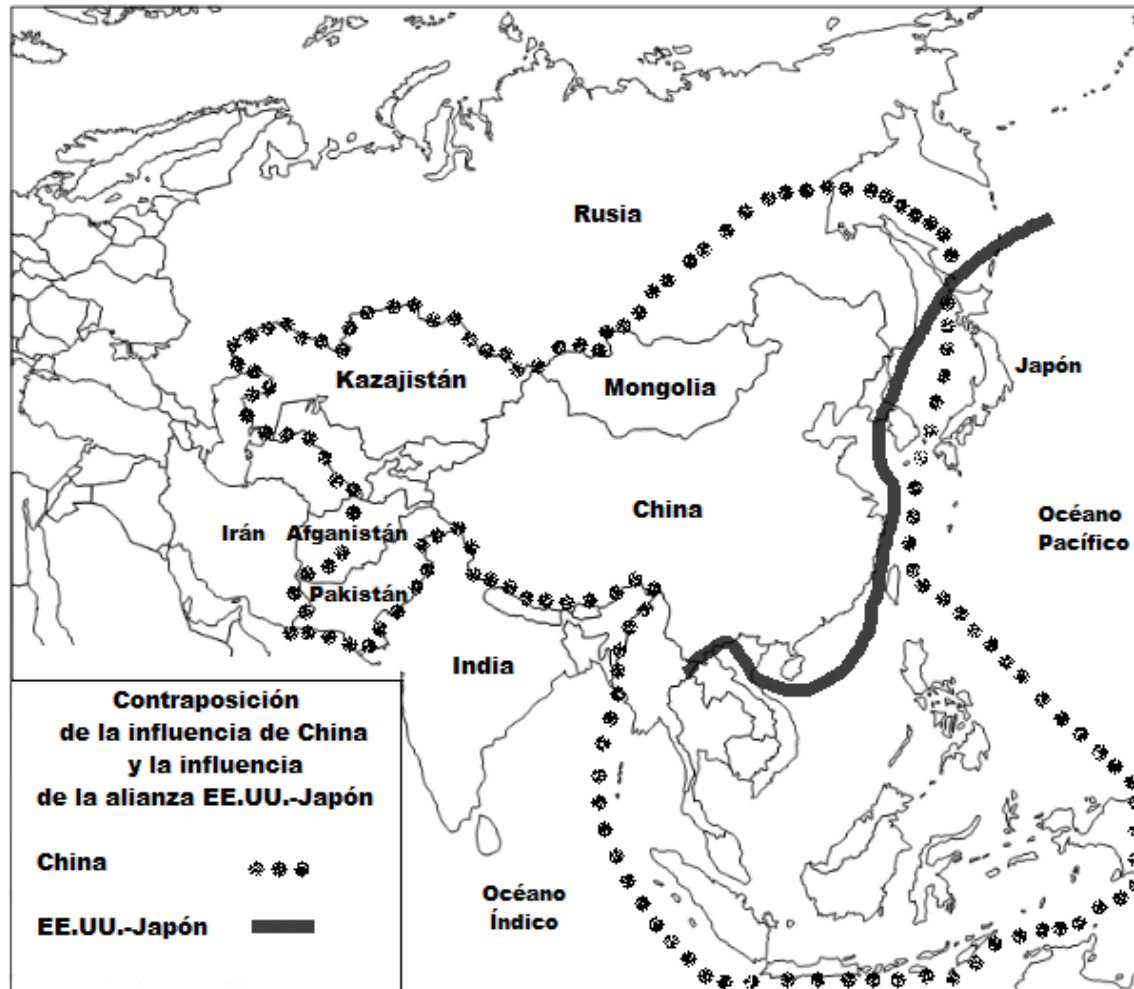 Rusia
Kazajistán
Mongolia
Japón
China
Irán
Afganistán
Océano
Pacífico
Pakistán
India
Océano
Índico
Contraposición
de la influencia de China
y la influencia
de la alianza EE.UU.-Japón
China
EE.UU.-Japón